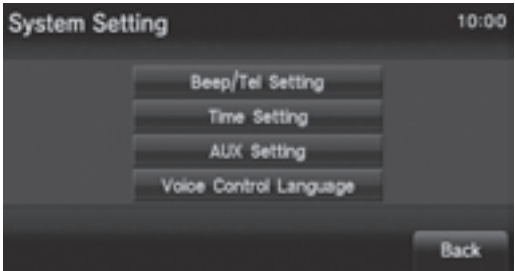 System Setting 10:00
Beep/Tel Setting
Time Setting
AUX Setting
Voice Control Language
Back